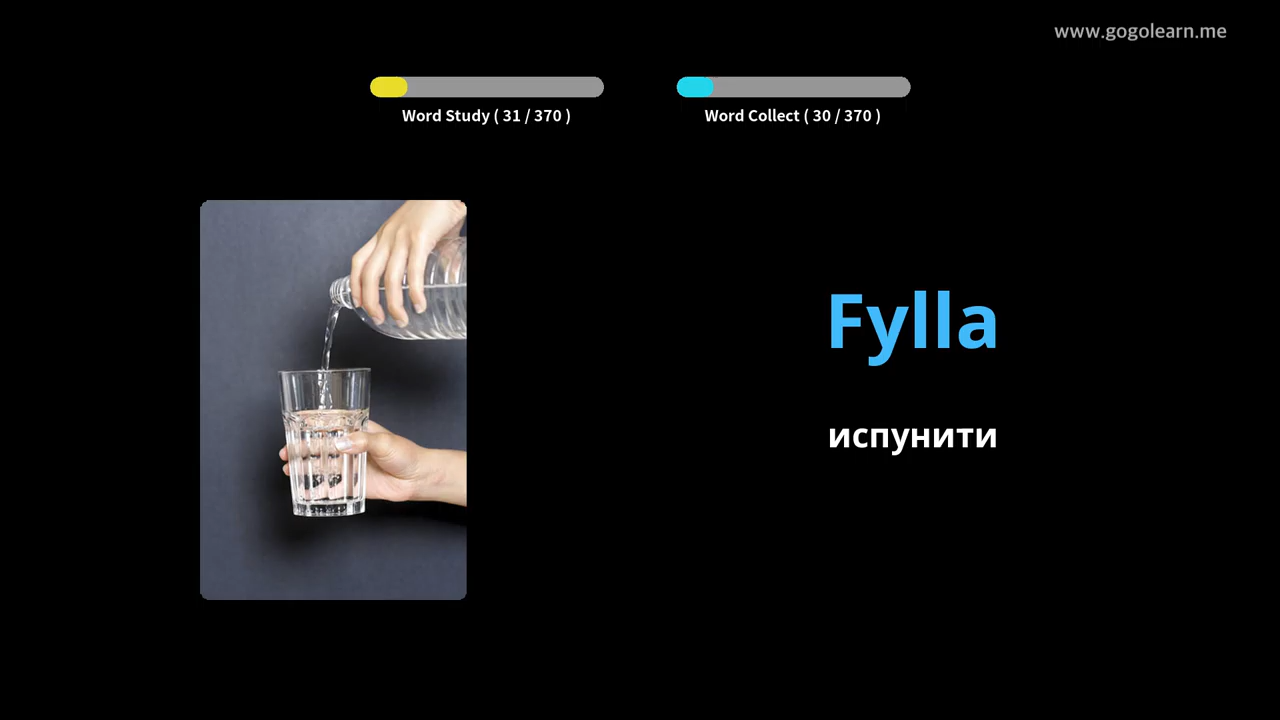 www.gogolearn.me
Word Study ( 31 / 370 )
Word Collect ( 30 / 370 )
Fylla
испунити